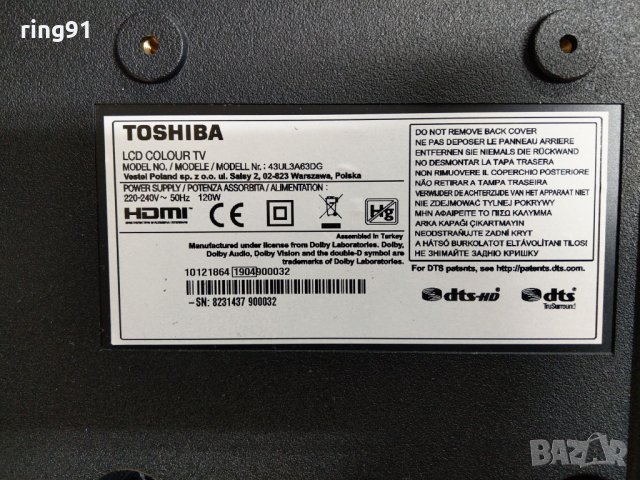 ring91
TOSHIBA
LCD COLOUR TV
MODEL NO. / MODELE / MODELL Nr. : 43UL3A63DG
Vestel Poland sp. z o.o. ul. Salsy 2, 02-823 Warszawa, Polska
POWER SUPPLY / POTENZA ASSORBITA / ALIMENTATION :
220-240V~ 50Hz 120W
HDMI
CE
Hg
Assembled in Turkey
Manufactured under license from Dolby Laboratories. Dolby,
Dolby Audio, Dolby Vision and the double-D symbol are
trademarks of Dolby Laboratories.
10121864 1904900032
-SN: 8231437 900032
DO NOT REMOVE BACK COVER
NE PAS DEPOSER LE PANNEAU ARRIERE
ENTFERNEN SIE NIEMALS DIE RÜCKWAND
NO DESMONTAR LA TAPA TRASERA
NON RIMUOVERE IL COPERCHIO POSTERIORE
NÃO RETIRAR A TAMPA TRASEIRA
VERWIJDER DE ACHTERZIJDE VAN HET APPARAAT NIET
NIE ZDEJMOWAĆ TYLNEJ POKRYWY
ΜΗ ΑΦΑΙΡΕΙΤΕ ΤΟ ΠΙΣΩ ΚΑΛΥΜΜΑ
ARKA KAPAĞI ÇIKARTMAYIN
NEODSTRAŇUJTE ZADNÍ KRYT
A HÁTSÓ BURKOLATOT ELTÁVOLÍTANI TILOS!
НЕ ЗНІМАЙТЕ ЗАДНЮ КРИШКУ
For DTS patents, see http://patents.dts.com.
dts-HD
dts
TruSurround
BAZAR